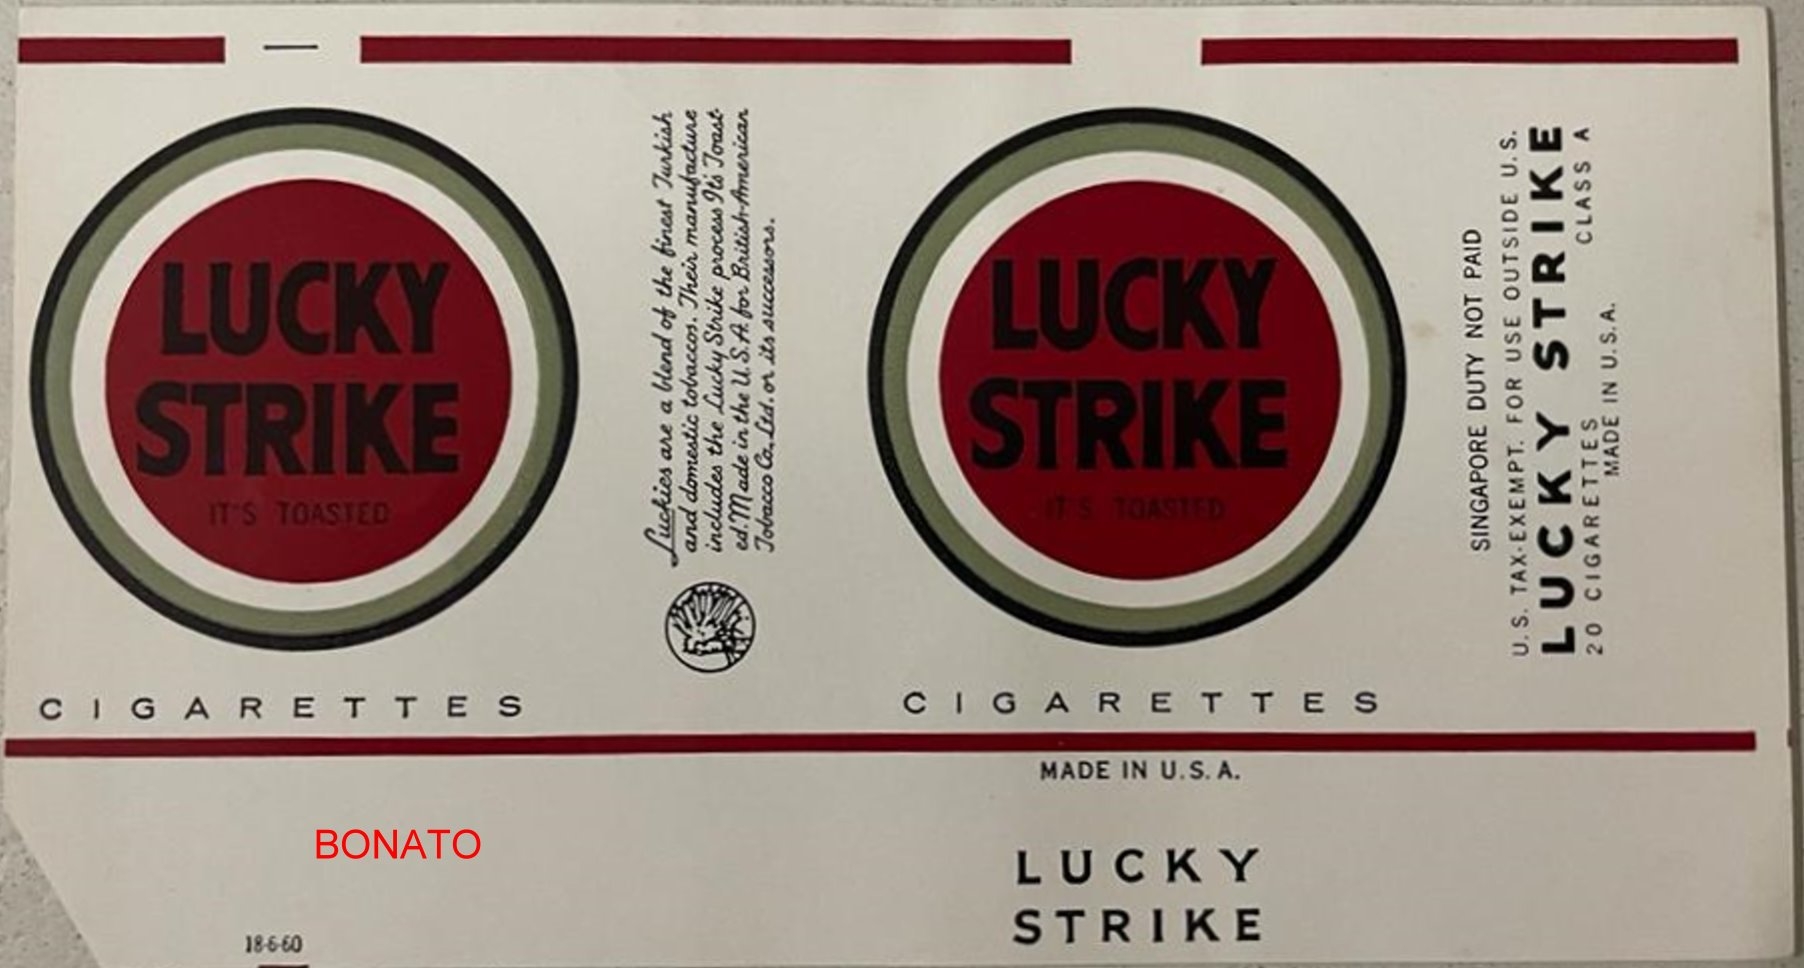 LUCKY
STRIKE
IT'S TOASTED
CIGARETTES
Luckies are a blend of the finest Turkish
and domestic tobaccos. Their manufacture
includes the Lucky Strike process It's Toast-
ed. Made in the U.S.A. for British-American
Tobacco Co. Ltd. or its successors.
LUCKY
STRIKE
IT'S TOASTED
CIGARETTES
SINGAPORE DUTY NOT PAID
U.S. TAX-EXEMPT. FOR USE OUTSIDE U.S.
LUCKY STRIKE
20 CIGARETTES CLASS A
MADE IN U.S.A.
MADE IN U.S.A.
LUCKY
STRIKE
BONATO
18-6-60